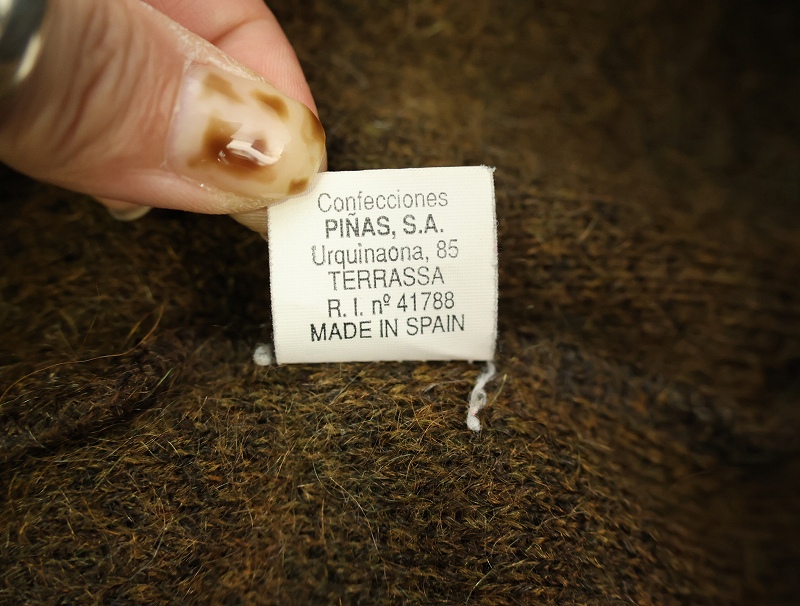 Confecciones
PIÑAS, S.A.
Urquinaona, 85
TERRASSA
R. I. nº 41788
MADE IN SPAIN